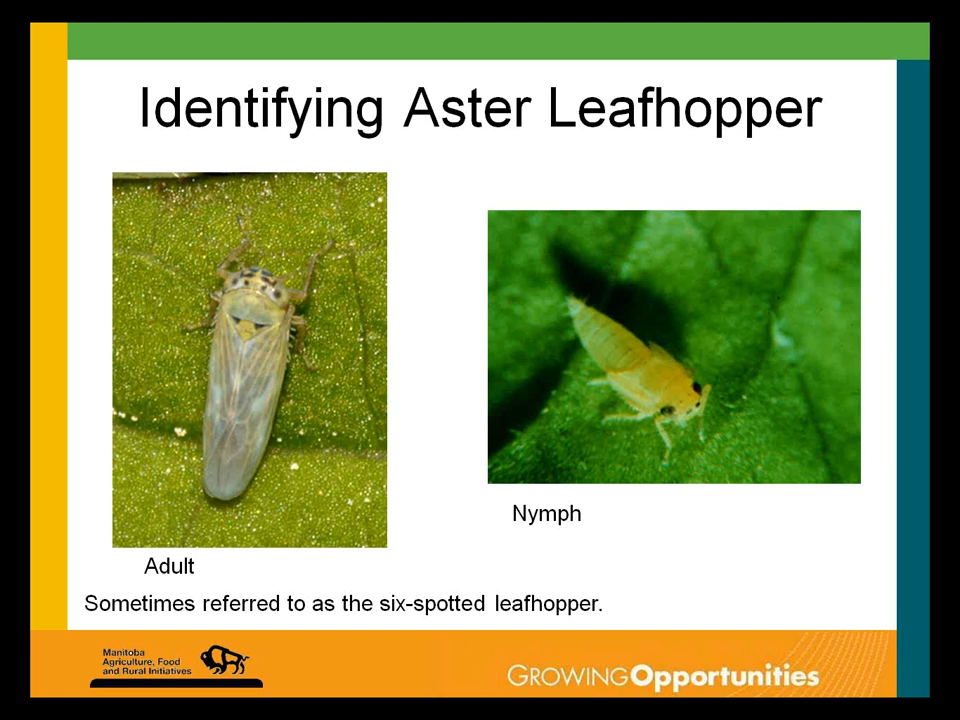 Identifying Aster Leafhopper
Adult
Nymph
Sometimes referred to as the six-spotted leafhopper.
Manitoba
Agriculture, Food
and Rural Initiatives
GROWINGOpportunities